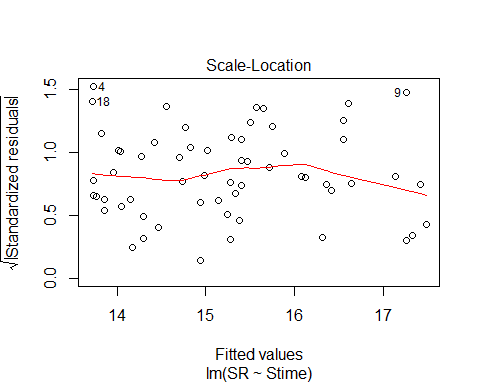 Scale-Location
√|Standardized residuals|
1.5
1.0
0.5
0.0
4
18
9
14
15
16
17
Fitted values
lm(SR ~ Stime)